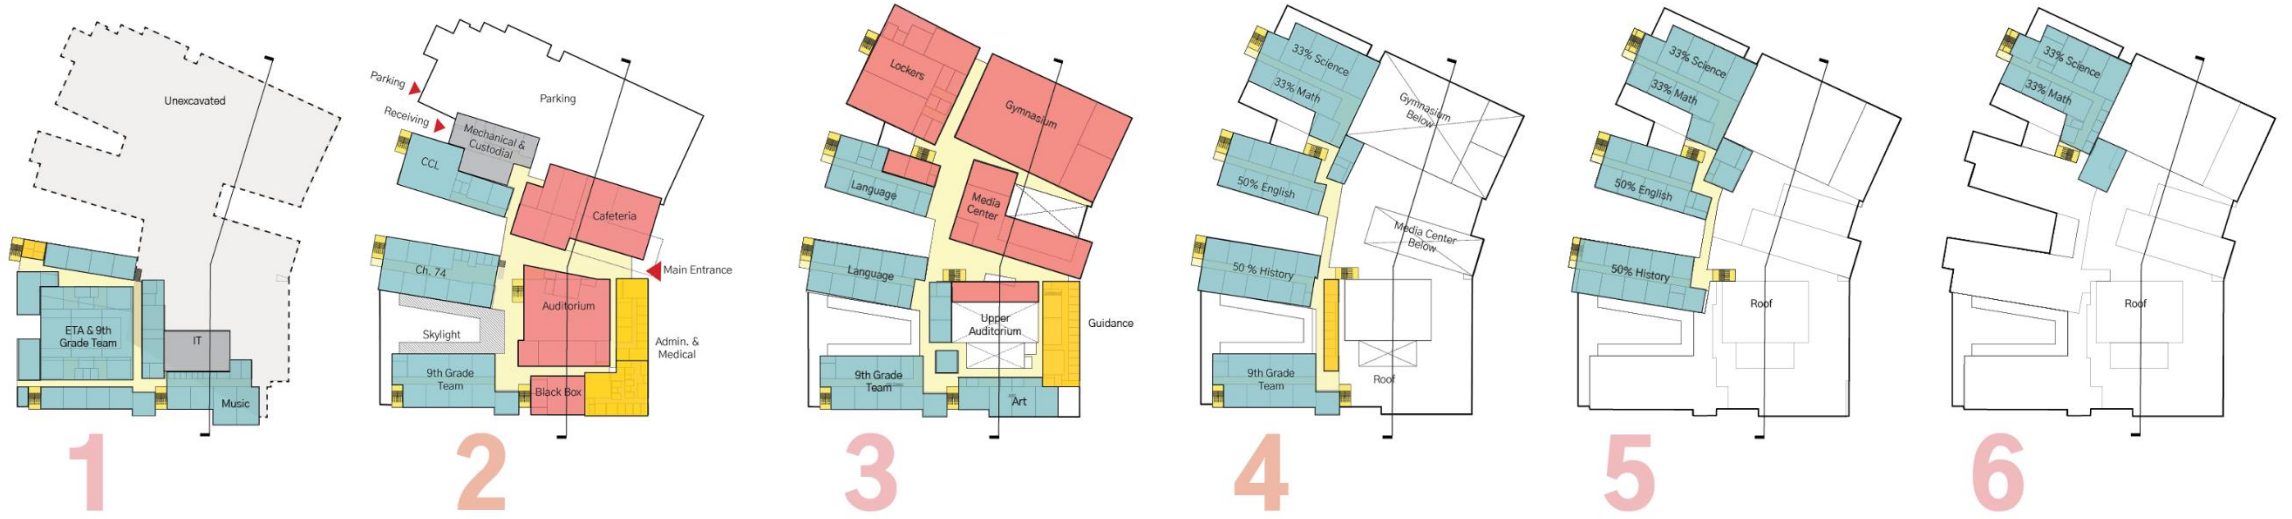 Unexcavated
ETA & 9th
Grade Team
IT
Music
1
Parking
Receiving
Parking
Mechanical &
Custodial
CCL
Cafeteria
Main Entrance
Ch. 74
Auditorium
Skylight
Admin. &
Medical
9th Grade
Team
Black Box
2
Lockers
Gymnasium
Language
Media
Center
Language
Upper
Auditorium
Guidance
9th Grade
Team
Art
3
33% Science
33% Math
Gymnasium
Below
50% English
Media Center
Below
50 % History
9th Grade
Team
Roof
4
33% Science
33% Math
50% English
50% History
Roof
5
33% Science
33% Math
Roof
6